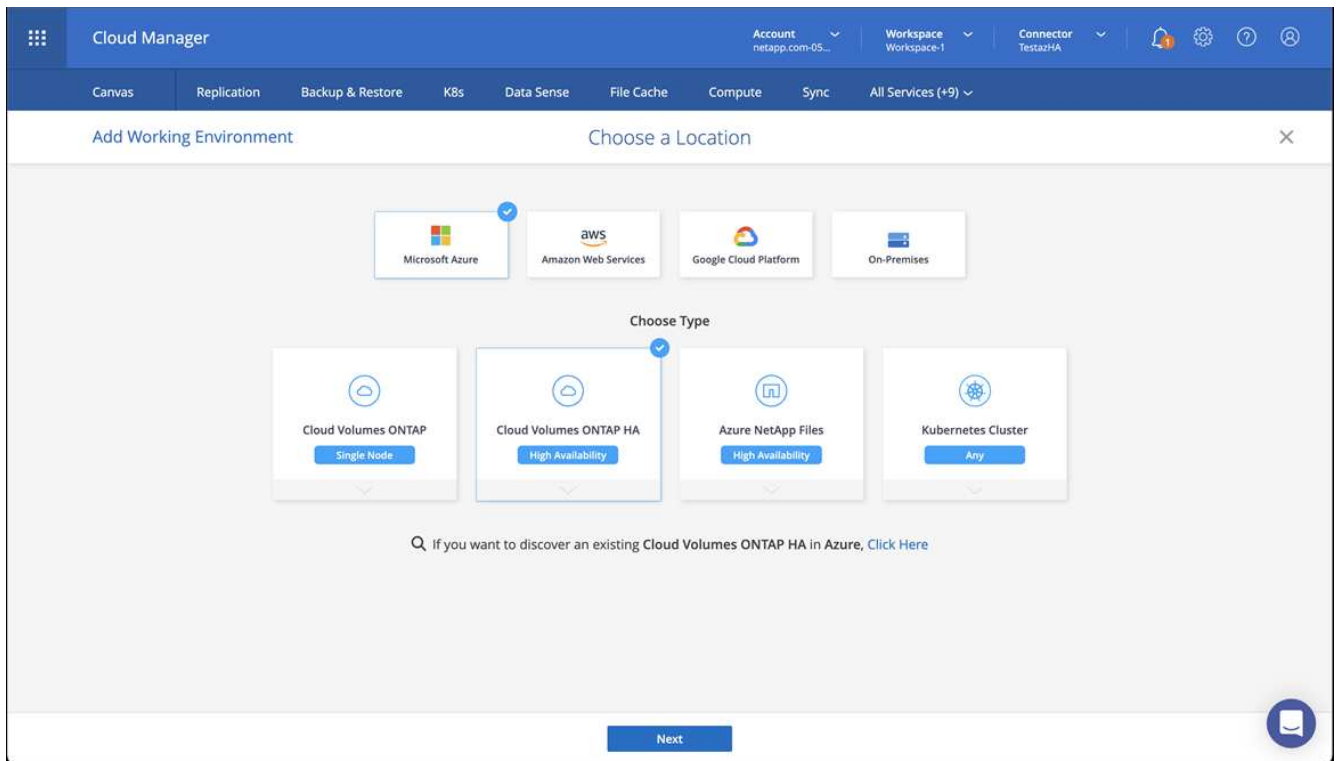 Cloud Manager
Account
netapp.com-05...
Workspace
Workspace-1
Connector
TestazHA
1
Canvas
Replication
Backup & Restore
K8s
Data Sense
File Cache
Compute
Sync
All Services (+9)
Add Working Environment
Choose a Location
Microsoft Azure
aws
Amazon Web Services
Google Cloud Platform
On-Premises
Choose Type
Cloud Volumes ONTAP
Single Node
Cloud Volumes ONTAP HA
High Availability
Azure NetApp Files
High Availability
Kubernetes Cluster
Any
If you want to discover an existing Cloud Volumes ONTAP HA in Azure, Click Here
Next